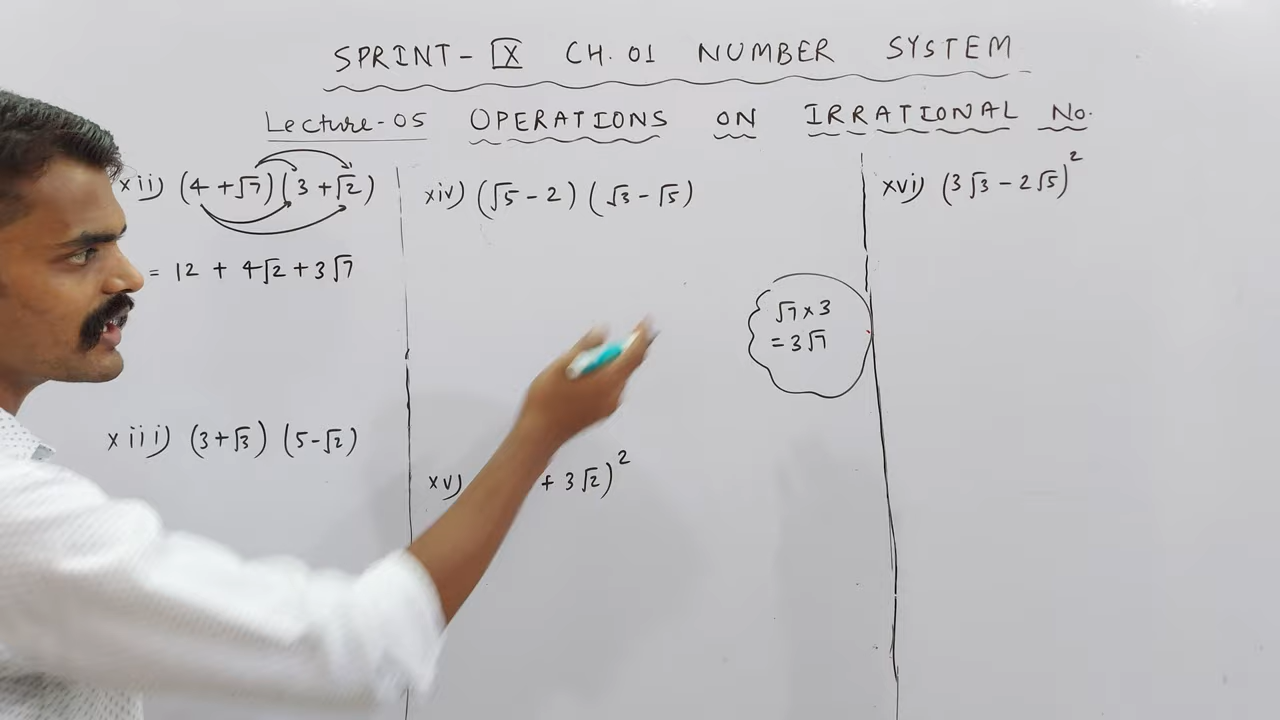 SPRINT-IX CH. 01 NUMBER SYSTEM
Lecture-05 OPERATIONS ON IRRATIONAL No.
xii) (4 + √7)(3 + √2)
= 12 + 4√2 + 3√7
xiii) (3+√3) (5-√2)
xiv) (√5 - 2) (√3 - √5)
√7 × 3
= 3√7
xv) + 3√2)²
xvi) (3√3 - 2√5)²